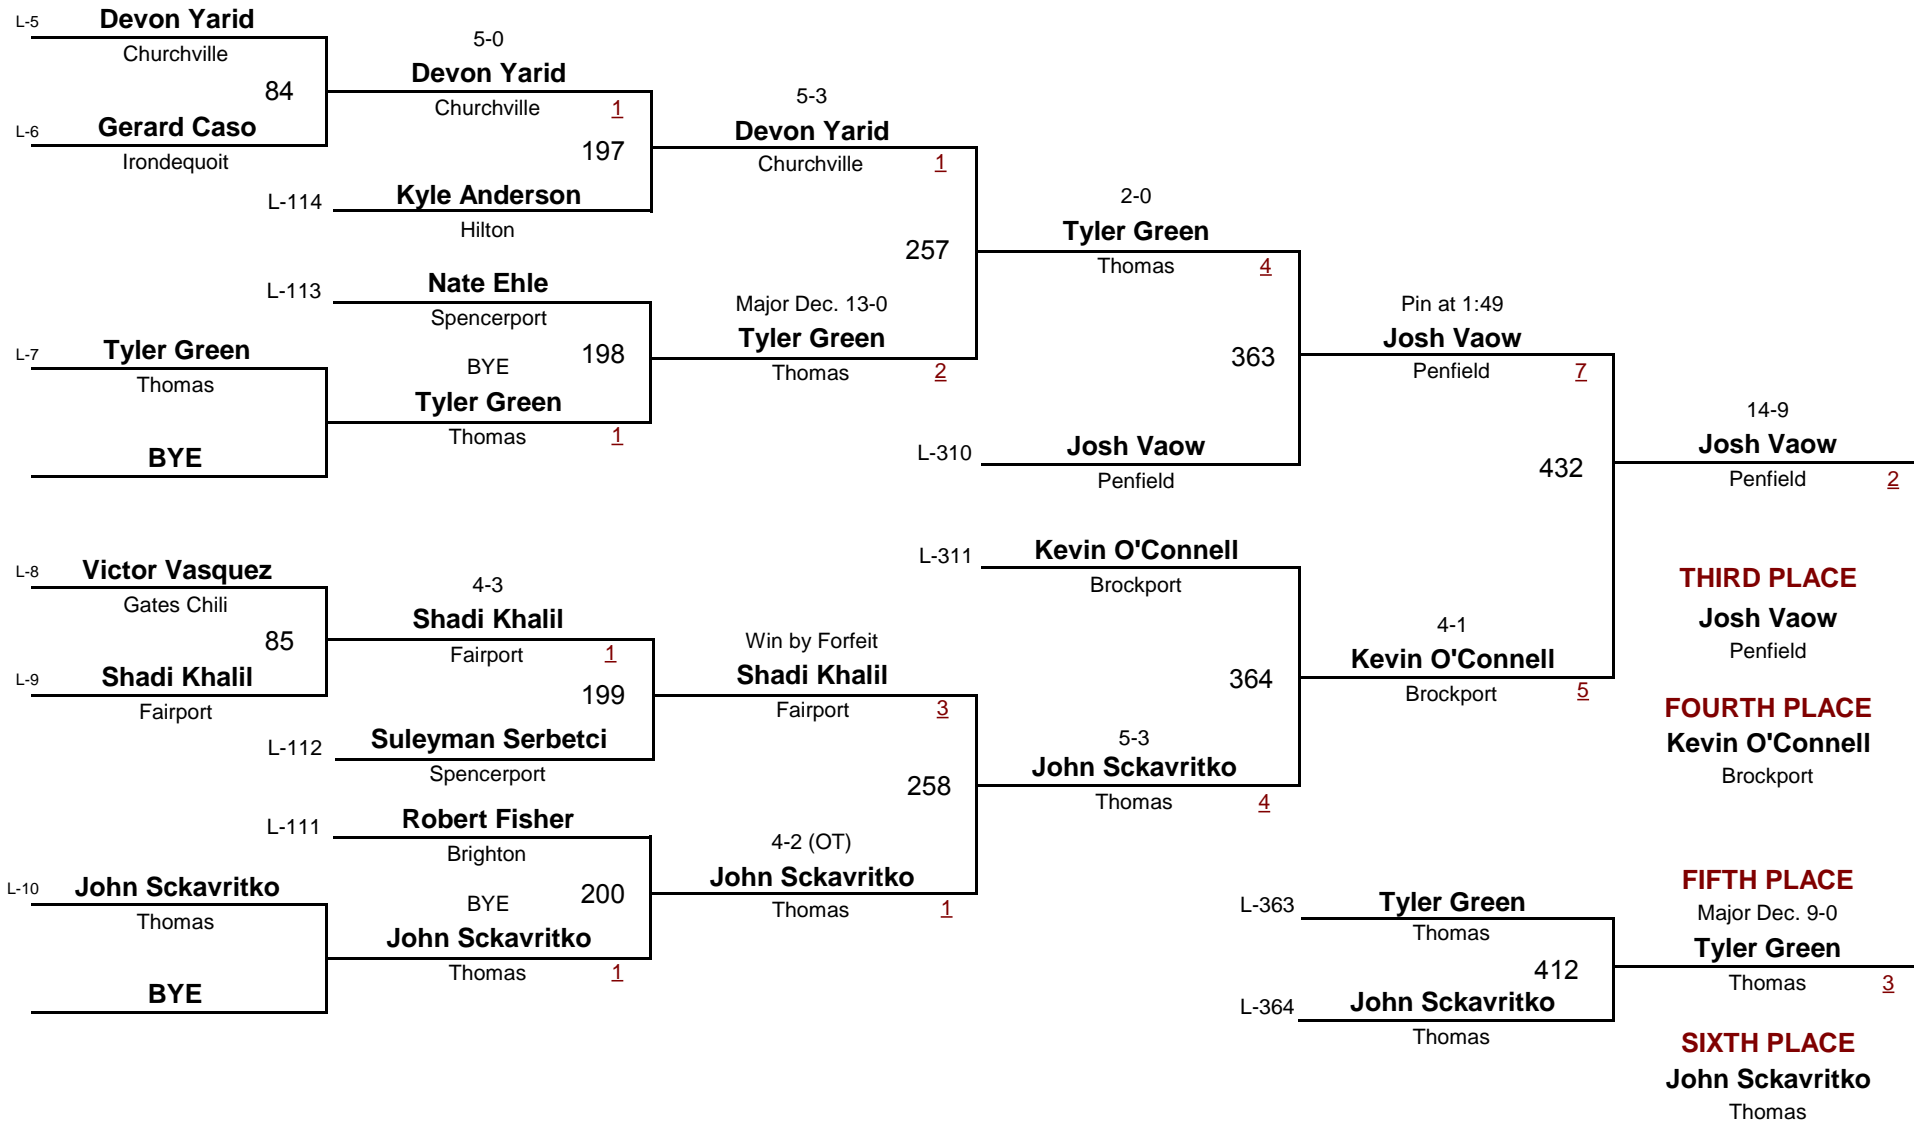 L-5 Devon Yarid
Churchville
84
L-6 Gerard Caso
Irondequoit
L-7 Tyler Green
Thomas
BYE
L-8 Victor Vasquez
Gates Chili
85
L-9 Shadi Khalil
Fairport
L-10 John Sckavritko
Thomas
BYE
5-0
Devon Yarid
Churchville 1
197
L-114 Kyle Anderson
Hilton
L-113 Nate Ehle
Spencerport
198
BYE
Tyler Green
Thomas 1
4-3
Shadi Khalil
Fairport 1
199
L-112 Suleyman Serbetci
Spencerport
L-111 Robert Fisher
Brighton
200
BYE
John Sckavritko
Thomas 1
5-3
Devon Yarid
Churchville 1
257
Major Dec. 13-0
Tyler Green
Thomas 2
Win by Forfeit
Shadi Khalil
Fairport 3
258
4-2 (OT)
John Sckavritko
Thomas 1
2-0
Tyler Green
Thomas 4
363
L-310 Josh Vaow
Penfield
L-311 Kevin O'Connell
Brockport
364
5-3
John Sckavritko
Thomas 4
Pin at 1:49
Josh Vaow
Penfield 7
432
4-1
Kevin O'Connell
Brockport 5
14-9
Josh Vaow
Penfield 2
THIRD PLACE
Josh Vaow
Penfield
FOURTH PLACE
Kevin O'Connell
Brockport
L-363 Tyler Green
Thomas
412
L-364 John Sckavritko
Thomas
FIFTH PLACE
Major Dec. 9-0
Tyler Green
Thomas 3
SIXTH PLACE
John Sckavritko
Thomas